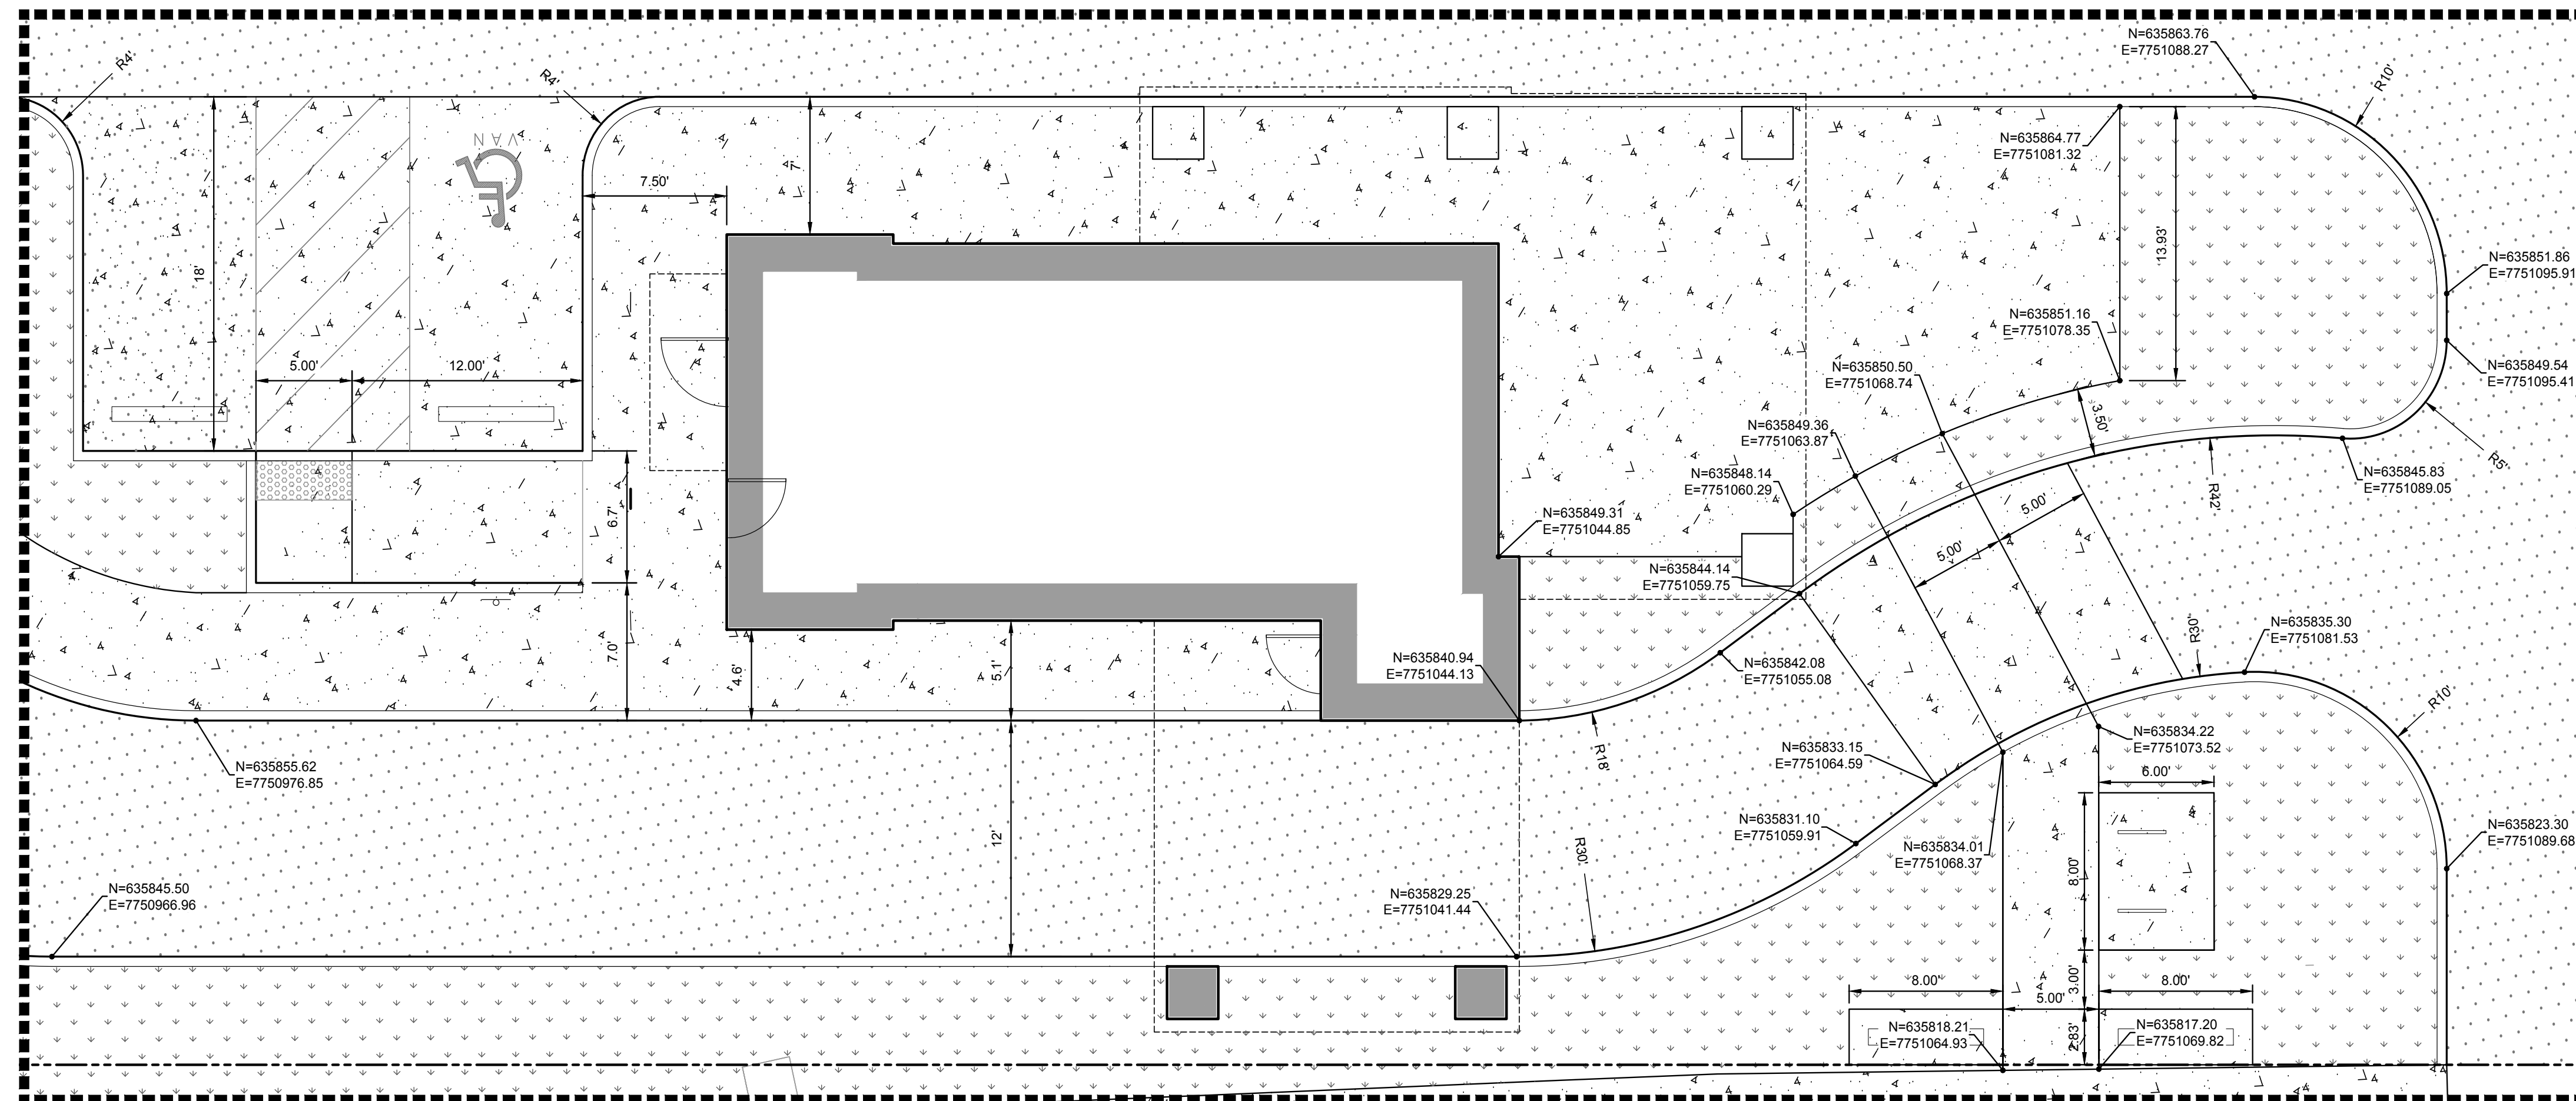 N=635863.76
E=7751088.27
R4'
R4'
R10'
VAN
7'
N=635864.77
E=7751081.32
7.50'
13.93'
18'
N=635851.86
E=7751095.91
N=635851.16
E=7751078.35
5.00'
12.00'
N=635850.50
E=7751068.74
N=635849.54
E=7751095.41
3.50'
N=635849.36
E=7751063.87
R5'
N=635848.14
E=7751060.29
N=635845.83
E=7751089.05
R42'
5.00'
6.7'
N=635849.31
E=7751044.85
5.00'
N=635844.14
E=7751059.75
R30'
N=635835.30
E=7751081.53
7.0'
4.6'
5.1'
N=635840.94
E=7751044.13
N=635842.08
E=7751055.08
R10'
N=635855.62
E=7750976.85
R18'
N=635833.15
E=7751064.59
N=635834.22
E=7751073.52
6.00'
12'
R30'
N=635831.10
E=7751059.91
N=635834.01
E=7751068.37
8.00'
N=635823.30
E=7751089.68
N=635845.50
E=7750966.96
N=635829.25
E=7751041.44
8.00'
5.00'
3.00'
8.00'
N=635818.21
E=7751064.93
2.83'
N=635817.20
E=7751069.82